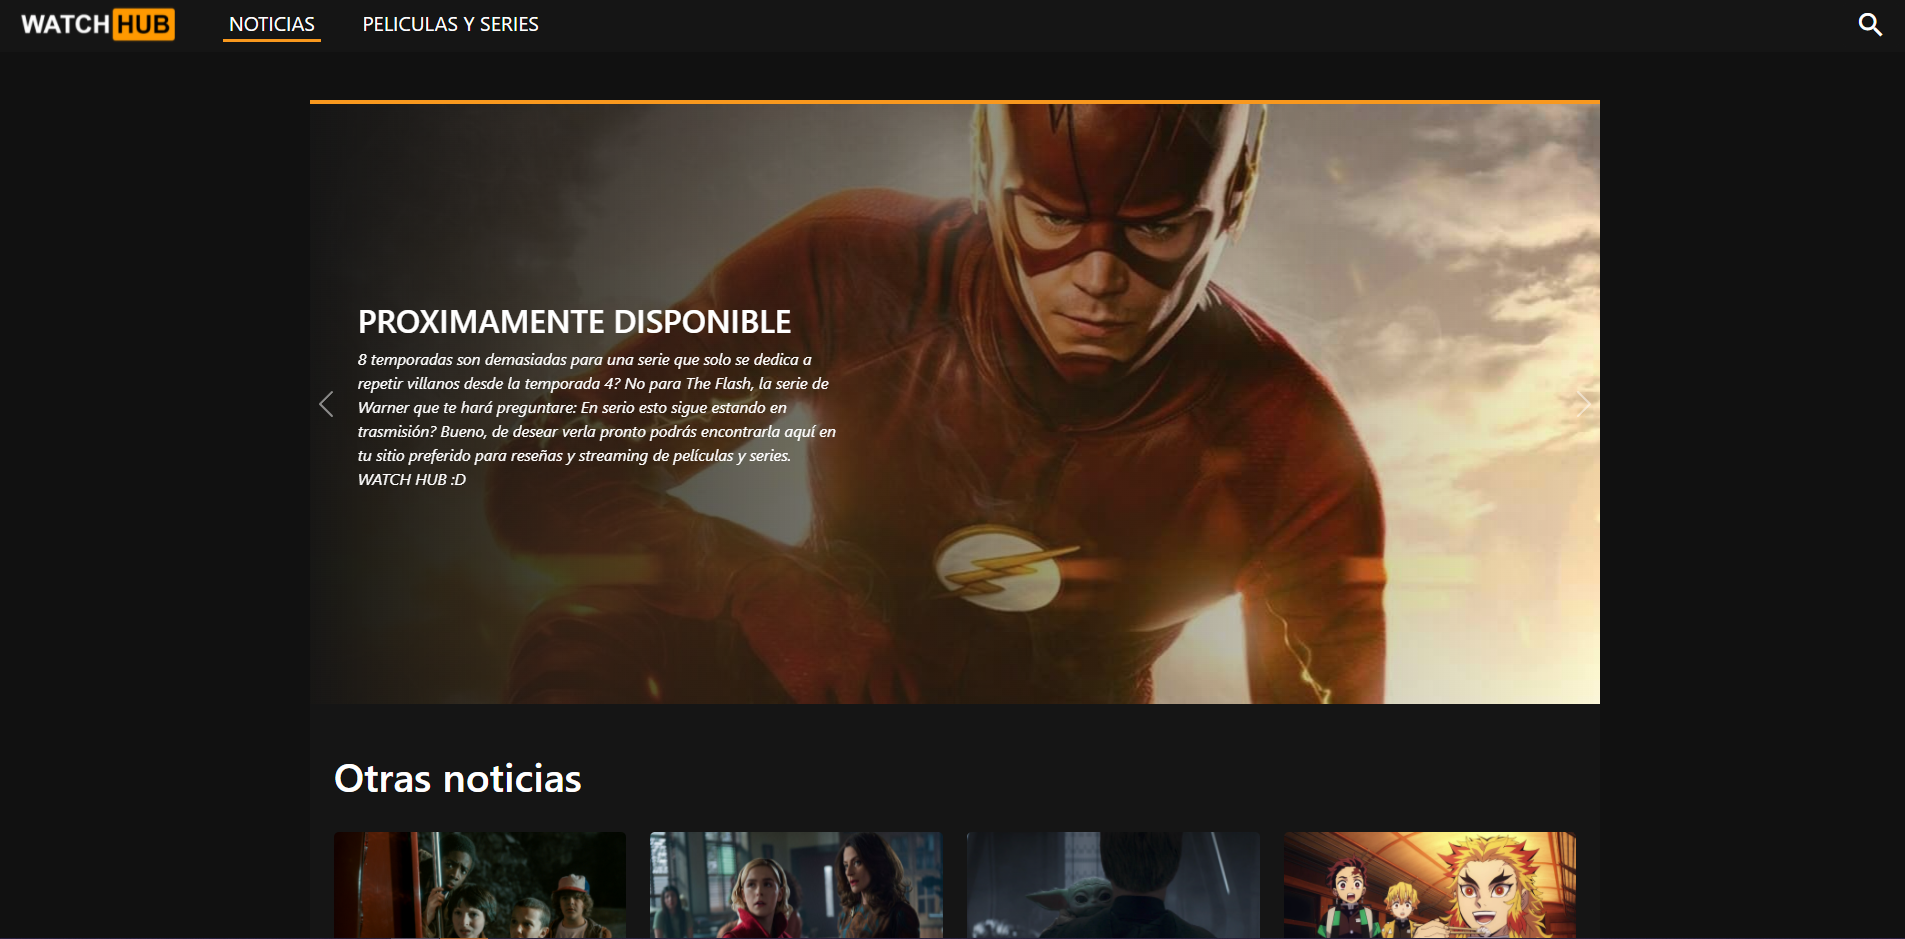 WATCH HUB
NOTICIAS
PELICULAS Y SERIES
PROXIMAMENTE DISPONIBLE
8 temporadas son demasiadas para una serie que solo se dedica a
repetir villanos desde la temporada 4? No para The Flash, la serie de
Warner que te hará preguntare: En serio esto sigue estando en
trasmisión? Bueno, de desear verla pronto podrás encontrarla aquí en
tu sitio preferido para reseñas y streaming de películas y series.
WATCH HUB :D
Otras noticias